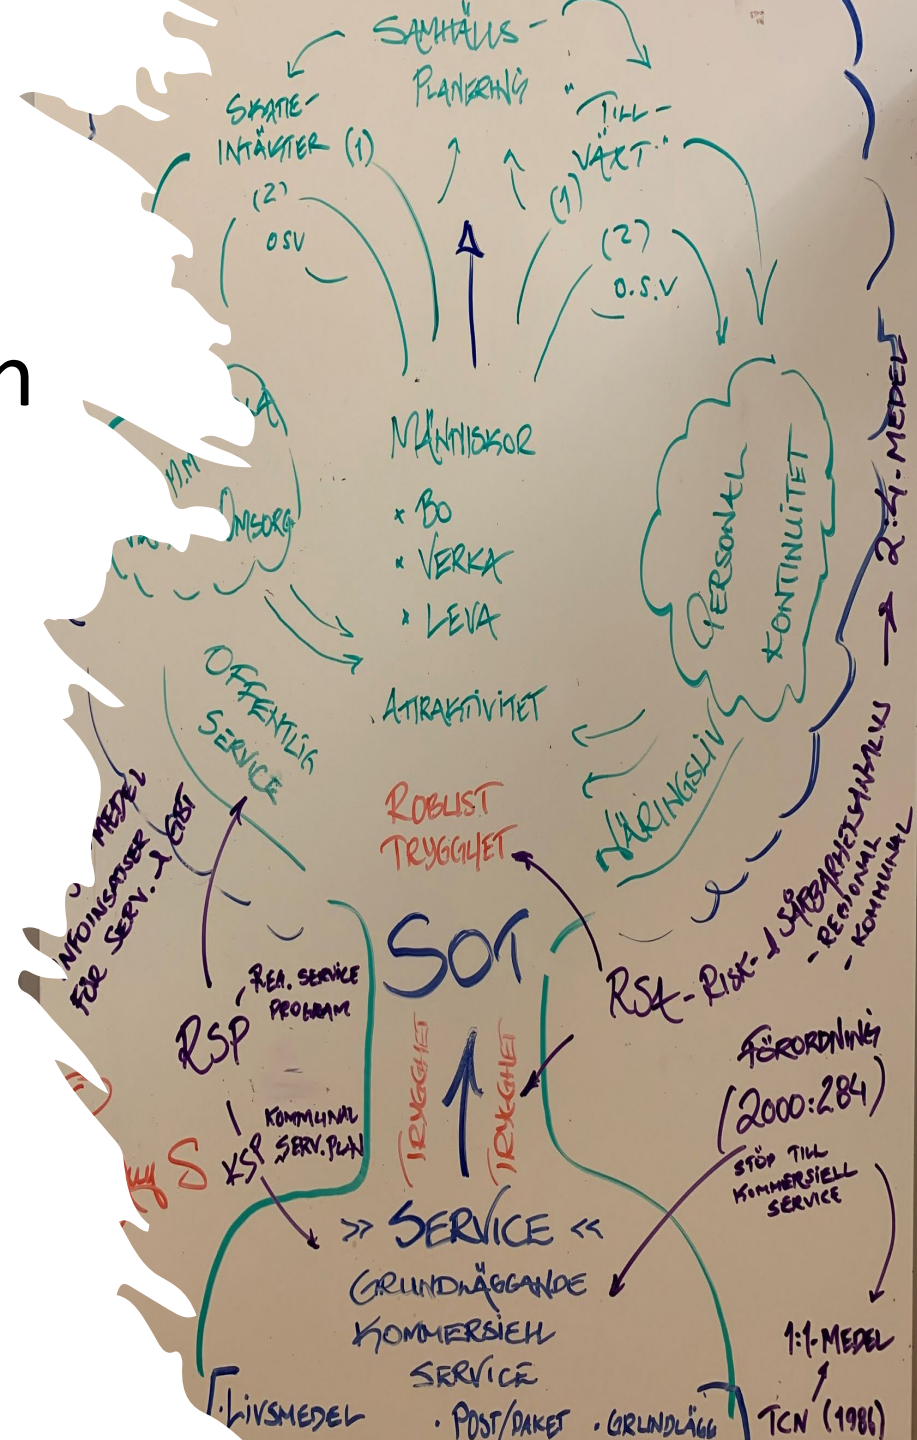 n
SAMHÄLLS-
PLANERING
SKATTE-
INTÄKTER (1)
(2)
OSV
"TILL-
VÄXT"
(1)
(2)
O.S.V
M.M
OMSORG
MÄNNISKOR
× BO
× VERKA
× LEVA
ATTRAKTIVITET
PERSONAL
KONTINUITET
2:4-MEDEL
OFFENTLIG
SERVICE
NÄRINGSLIV
ROBUST
TRYGGHET
MEDEL
INFOINSATSER
FÖR SERV.
SOT
RSA-RISK- & SÅRBARHETSANALYS
- REGIONAL
- KOMMUNAL
REG. SERVICE
PROGRAM
RSP
TRYGGHET
TRYGGHET
FÖRORDNING
(2000:284)
STÖD TILL
KOMMERSIELL
SERVICE
KOMMUNAL
SERV.PLAN
KSP
S
>> SERVICE <<
GRUNDLÄGGANDE
KOMMERSIELL
SERVICE
1:1-MEDEL
· LIVSMEDEL · POST/PAKET · GRUNDLÄGG
TCN (1986)